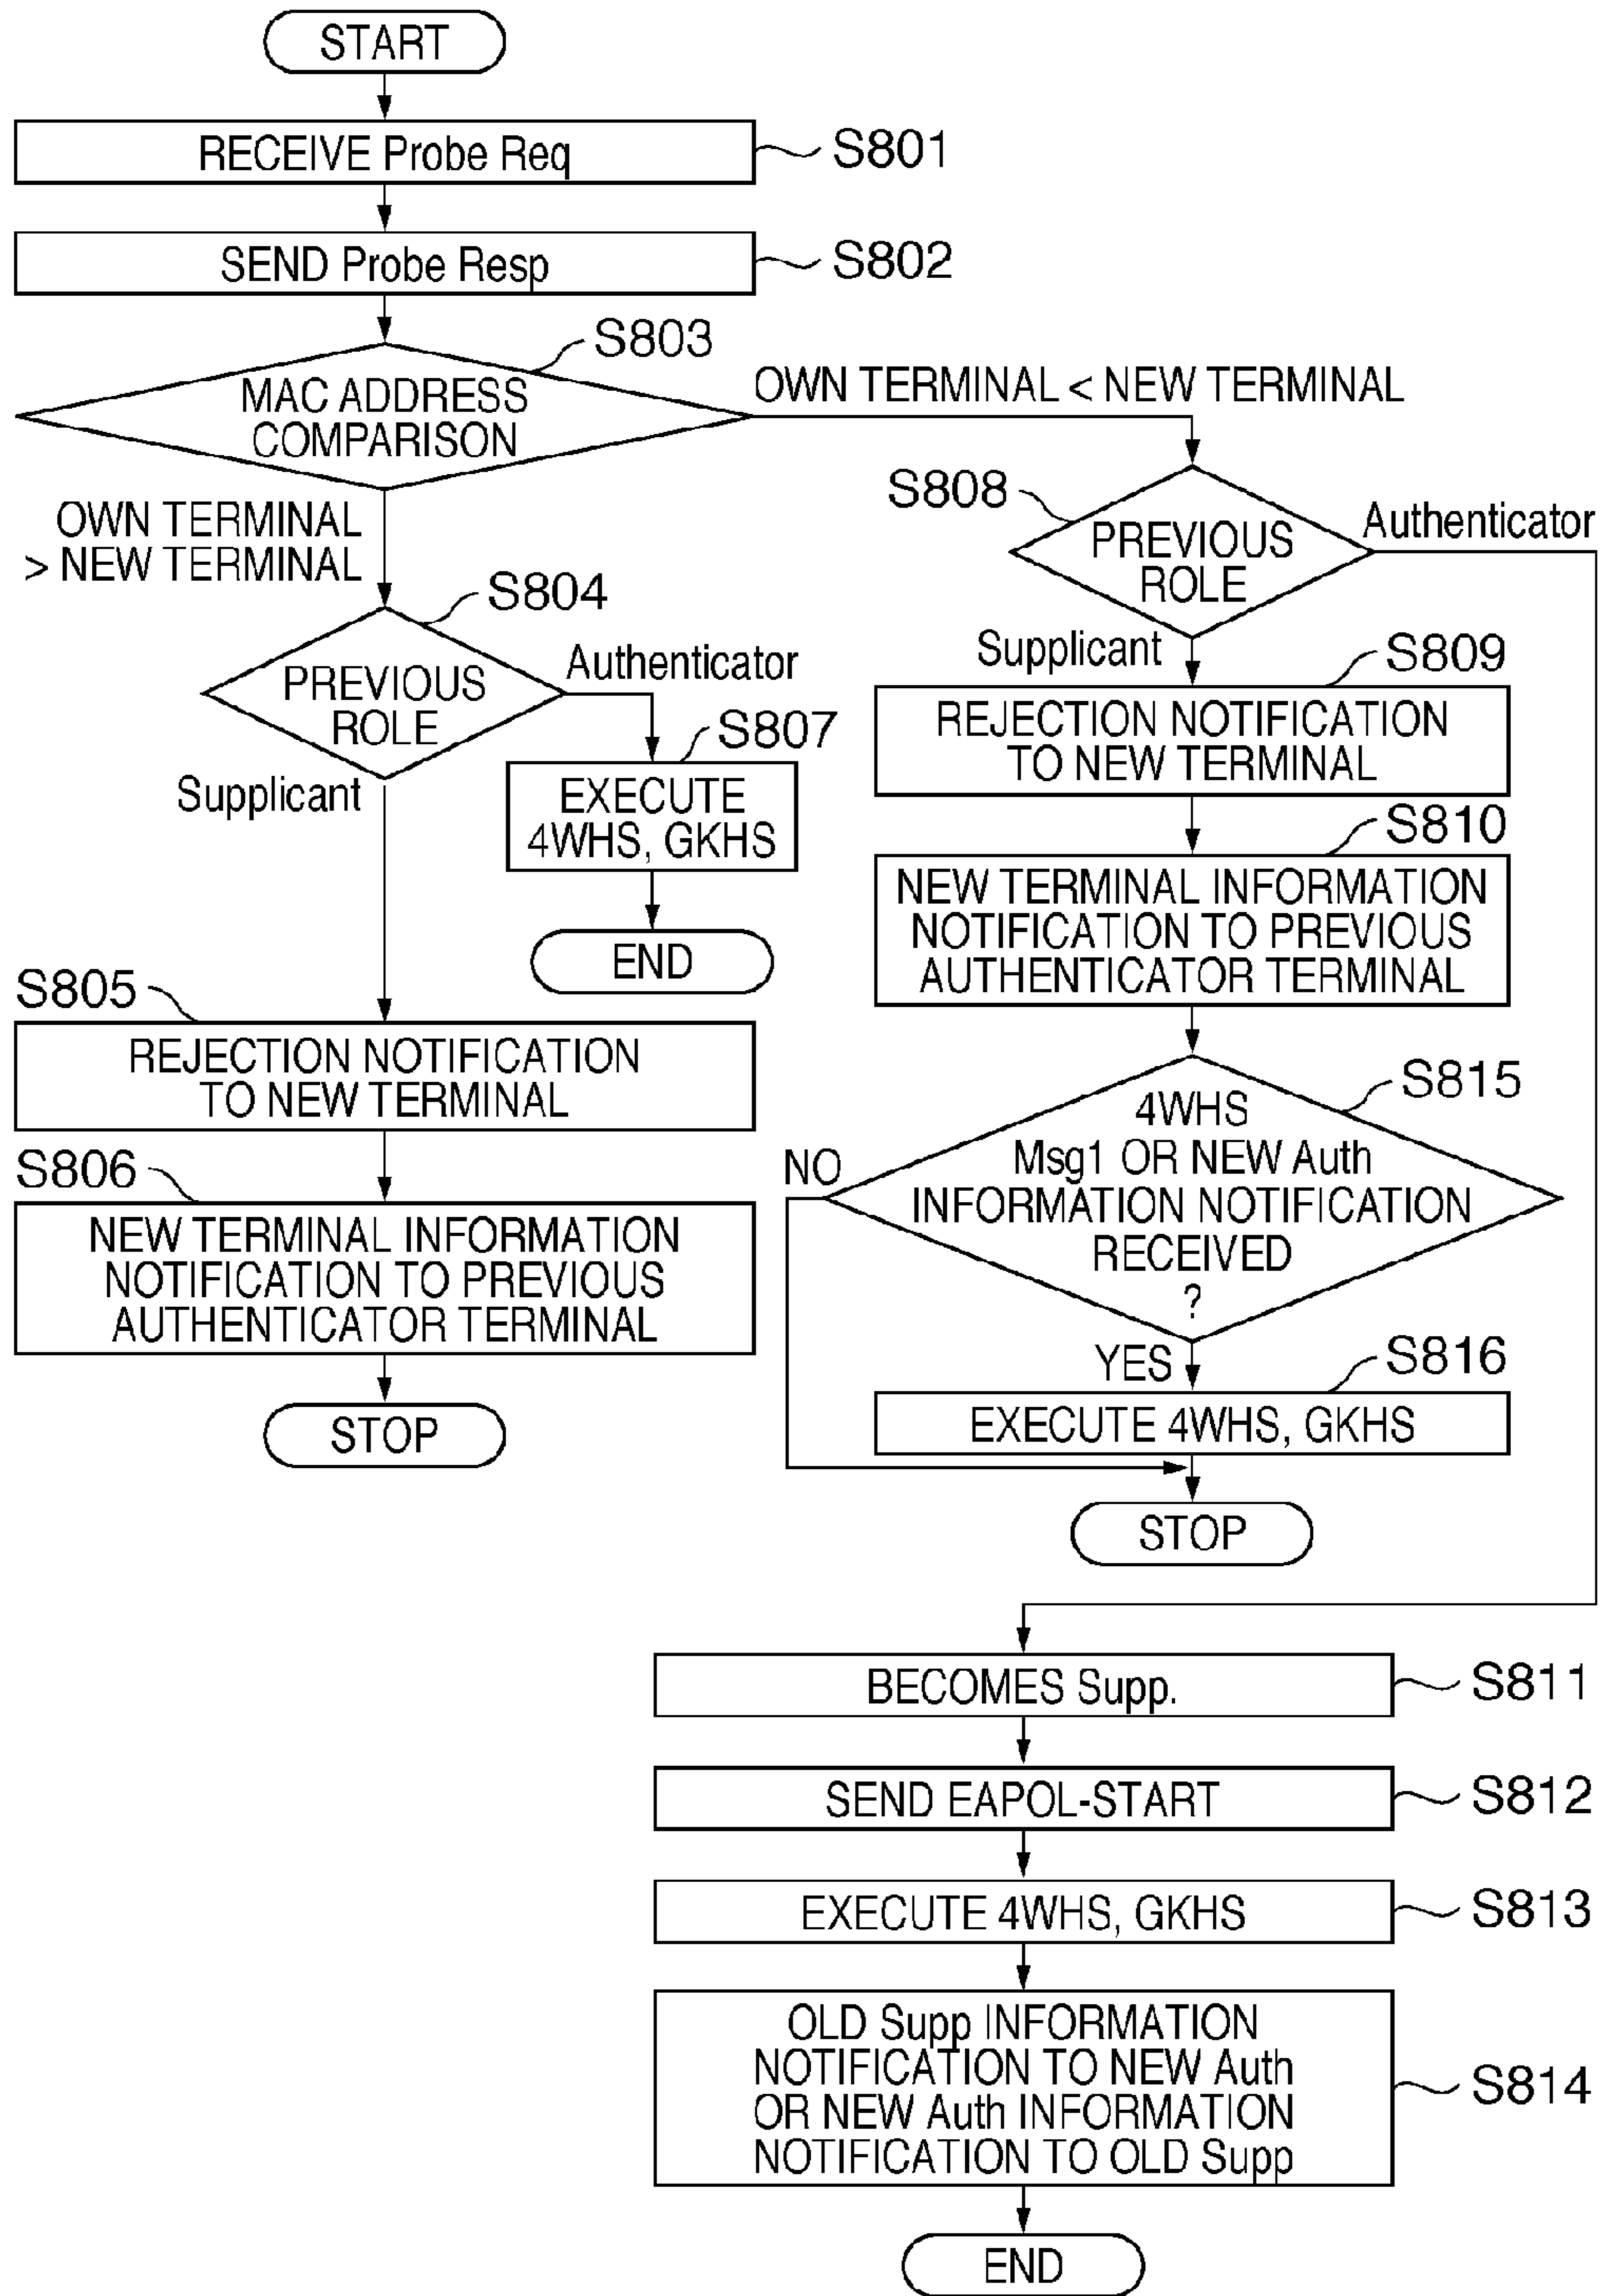 START
RECEIVE Probe Req
S801
SEND Probe Resp
S802
S803
MAC ADDRESS
COMPARISON
OWN TERMINAL < NEW TERMINAL
OWN TERMINAL
> NEW TERMINAL
S804
PREVIOUS
ROLE
Authenticator
Supplicant
S807
EXECUTE
4WHS, GKHS
END
S805
REJECTION NOTIFICATION
TO NEW TERMINAL
S806
NEW TERMINAL INFORMATION
NOTIFICATION TO PREVIOUS
AUTHENTICATOR TERMINAL
STOP
S808
PREVIOUS
ROLE
Authenticator
Supplicant
S809
REJECTION NOTIFICATION
TO NEW TERMINAL
S810
NEW TERMINAL INFORMATION
NOTIFICATION TO PREVIOUS
AUTHENTICATOR TERMINAL
S815
4WHS
Msg1 OR NEW Auth
INFORMATION NOTIFICATION
RECEIVED
?
NO
YES
S816
EXECUTE 4WHS, GKHS
STOP
BECOMES Supp.
S811
SEND EAPOL-START
S812
EXECUTE 4WHS, GKHS
S813
OLD Supp INFORMATION
NOTIFICATION TO NEW Auth
OR NEW Auth INFORMATION
NOTIFICATION TO OLD Supp
S814
END